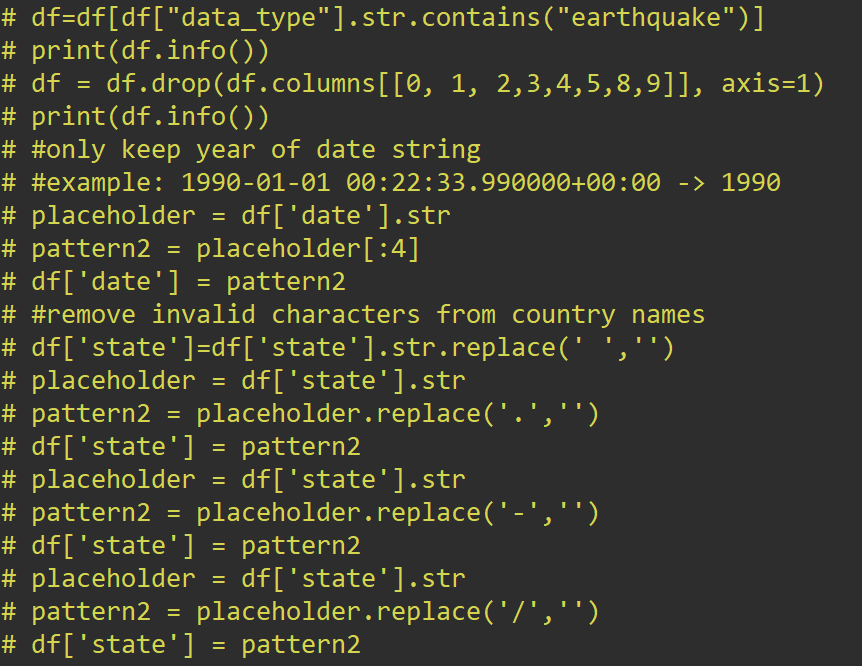 # df=df[df["data_type"].str.contains("earthquake")]
# print(df.info())
# df = df.drop(df.columns[[0, 1, 2,3,4,5,8,9]], axis=1)
# print(df.info())
# #only keep year of date string
# #example: 1990-01-01 00:22:33.990000+00:00 -> 1990
# placeholder = df['date'].str
# pattern2 = placeholder[:4]
# df['date'] = pattern2
# #remove invalid characters from country names
# df['state']=df['state'].str.replace(' ','')
# placeholder = df['state'].str
# pattern2 = placeholder.replace('.','')
# df['state'] = pattern2
# placeholder = df['state'].str
# pattern2 = placeholder.replace('-','')
# df['state'] = pattern2
# placeholder = df['state'].str
# pattern2 = placeholder.replace('/','')
# df['state'] = pattern2